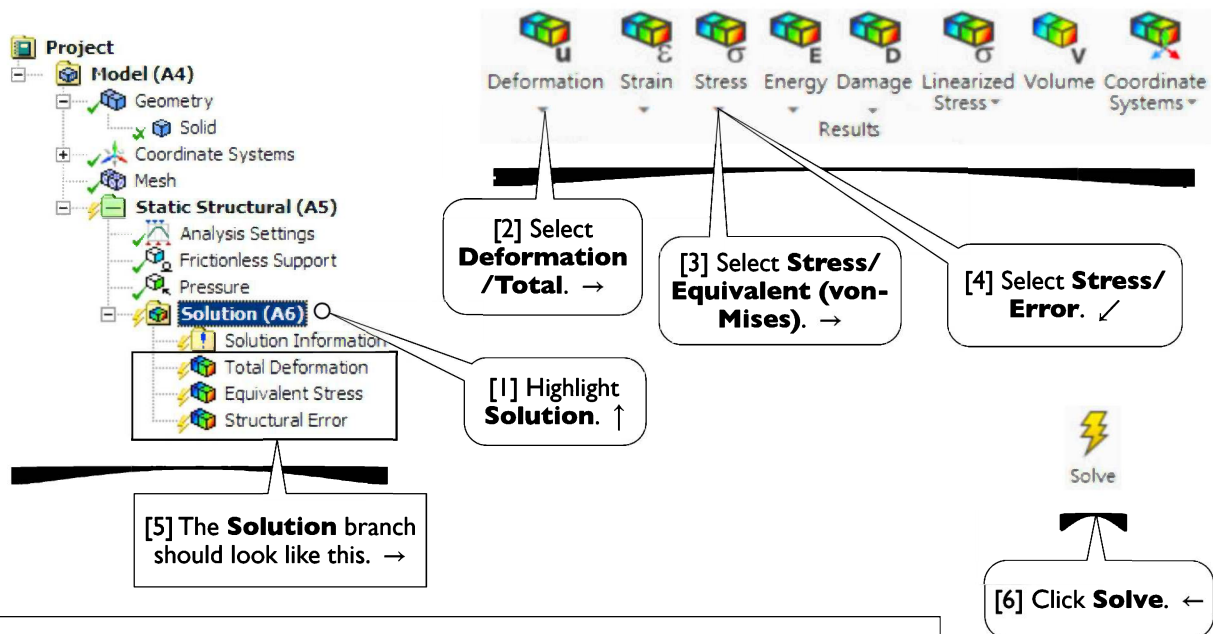 Project
Model (A4)
Geometry
Solid
Coordinate Systems
Mesh
Static Structural (A5)
Analysis Settings
Frictionless Support
Pressure
Solution (A6)
Solution Information
Total Deformation
Equivalent Stress
Structural Error
u ε σ E D σ V
Deformation Strain Stress Energy Damage Linearized Volume Coordinate
Stress Systems
Results
[2] Select
Deformation
/Total. →
[3] Select Stress/
Equivalent (von-
Mises). →
[4] Select Stress/
Error. ↙
[1] Highlight
Solution. ↑
[5] The Solution branch
should look like this. →
Solve
[6] Click Solve. ←